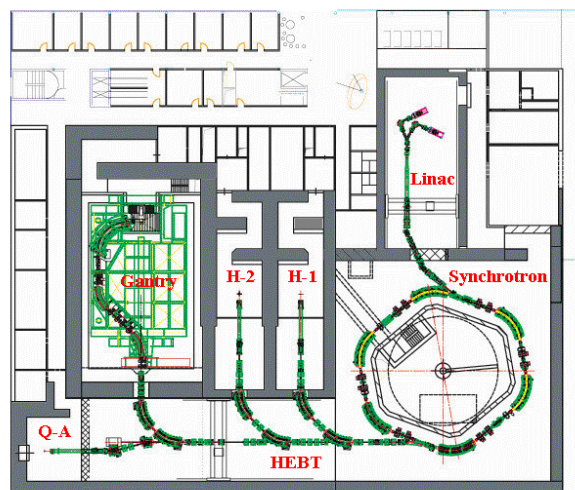 Linac
Gantry
H-2
H-1
Synchrotron
Q-A
HEBT